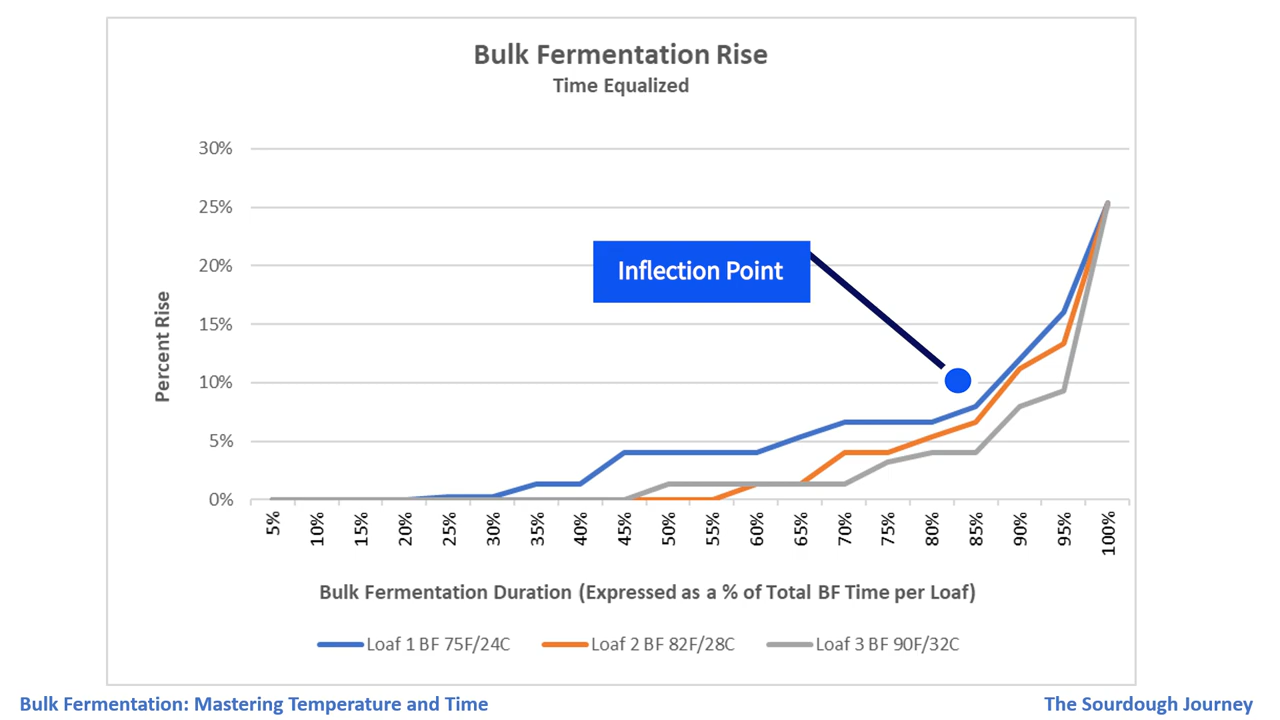 Bulk Fermentation Rise
Time Equalized
30%
25%
20%
15%
10%
5%
0%
Percent Rise
Inflection Point
5% 10% 15% 20% 25% 30% 35% 40% 45% 50% 55% 60% 65% 70% 75% 80% 85% 90% 95% 100%
Bulk Fermentation Duration (Expressed as a % of Total BF Time per Loaf)
Loaf 1 BF 75F/24C Loaf 2 BF 82F/28C Loaf 3 BF 90F/32C
Bulk Fermentation: Mastering Temperature and Time
The Sourdough Journey